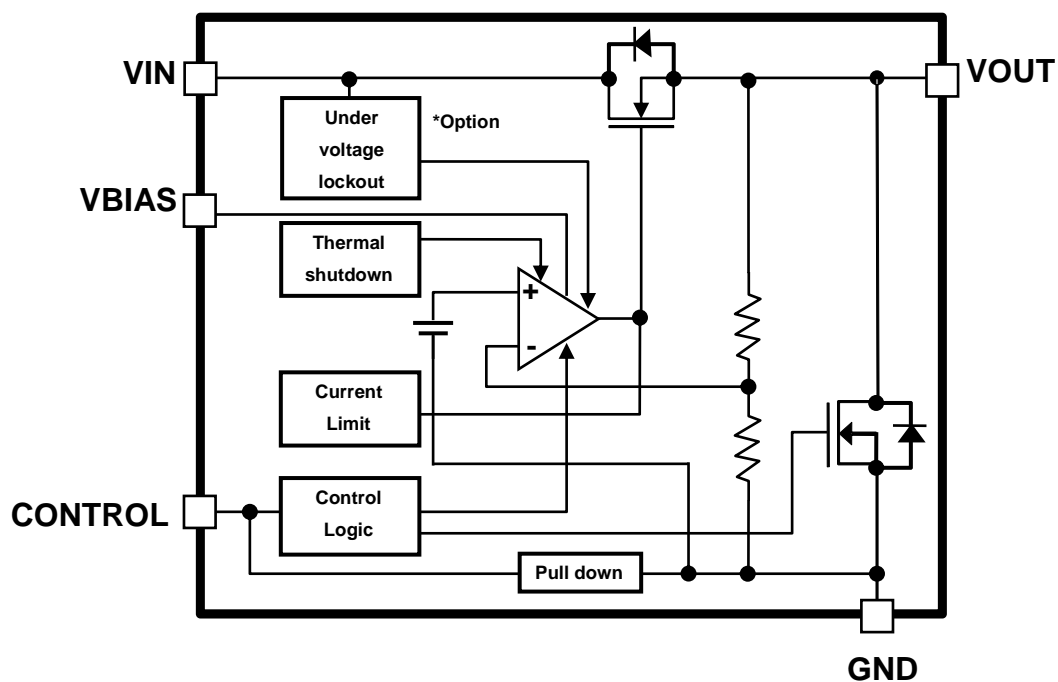 VIN
VOUT
Under
voltage
lockout
*Option
VBIAS
Thermal
shutdown
+
-
Current
Limit
CONTROL
Control
Logic
Pull down
GND